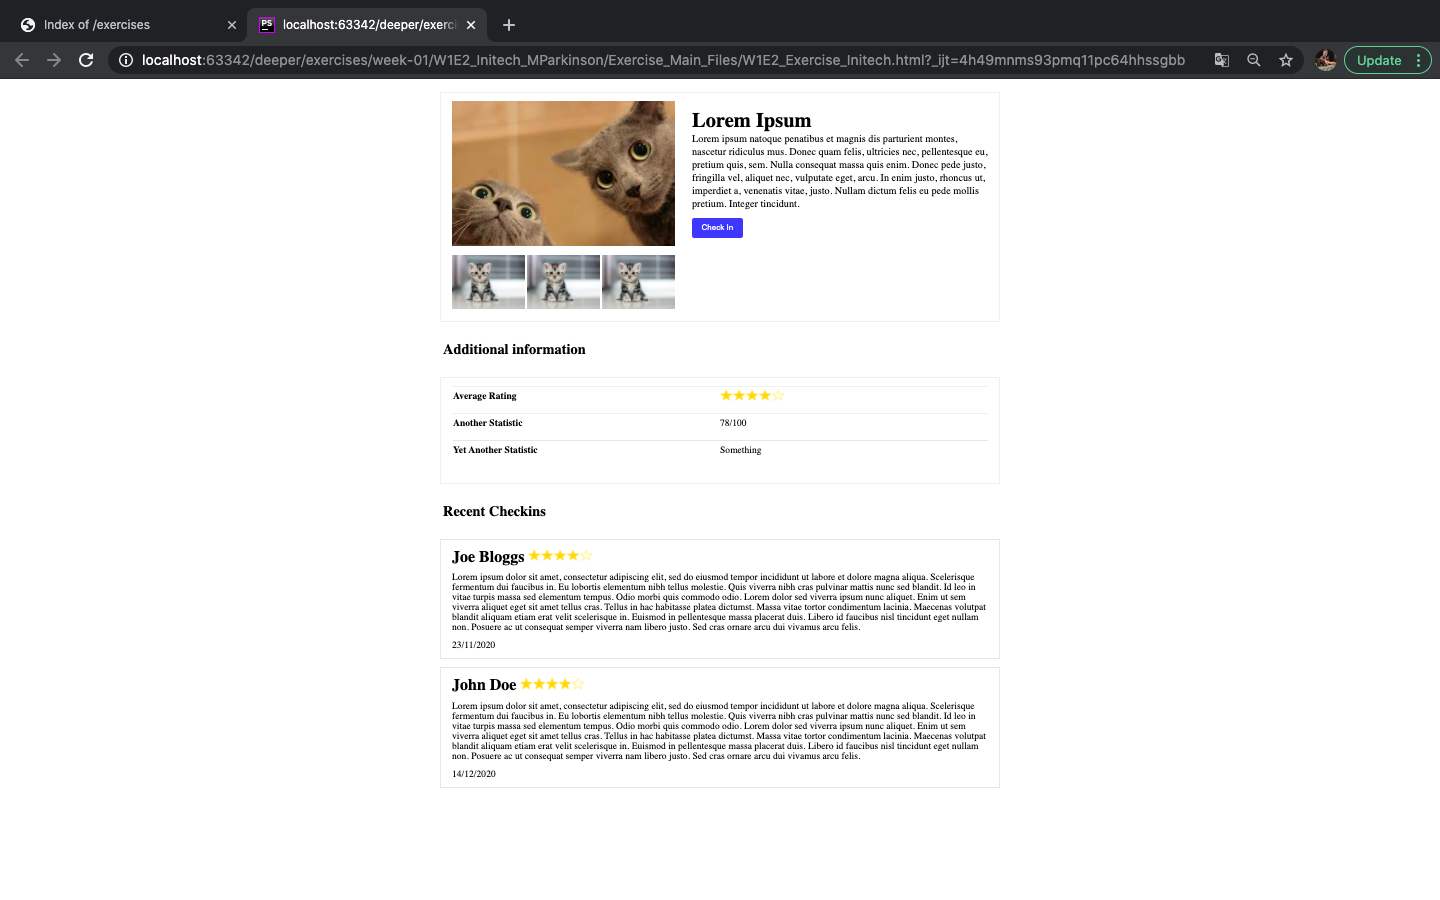 Index of /exercises
PS
localhost:63342/deeper/exerci
localhost:63342/deeper/exercises/week-01/W1E2_Initech_MParkinson/Exercise_Main_Files/W1E2_Exercise_Initech.html?_ijt=4h49mnms93pmq11pc64hhssgbb
Update
Lorem Ipsum
Lorem ipsum natoque penatibus et magnis dis parturient montes,
nascetur ridiculus mus. Donec quam felis, ultricies nec, pellentesque eu,
pretium quis, sem. Nulla consequat massa quis enim. Donec pede justo,
fringilla vel, aliquet nec, vulputate eget, arcu. In enim justo, rhoncus ut,
imperdiet a, venenatis vitae, justo. Nullam dictum felis eu pede mollis
pretium. Integer tincidunt.
Check In
Additional information
Average Rating ★★★★☆
Another Statistic 78/100
Yet Another Statistic Something
Recent Checkins
Joe Bloggs ★★★★☆
Lorem ipsum dolor sit amet, consectetur adipiscing elit, sed do eiusmod tempor incididunt ut labore et dolore magna aliqua. Scelerisque
fermentum dui faucibus in. Eu lobortis elementum nibh tellus molestie. Quis viverra nibh cras pulvinar mattis nunc sed blandit. Id leo in
vitae turpis massa sed elementum tempus. Odio morbi quis commodo odio. Lorem dolor sed viverra ipsum nunc aliquet. Enim ut sem
viverra aliquet eget sit amet tellus cras. Tellus in hac habitasse platea dictumst. Massa vitae tortor condimentum lacinia. Maecenas volutpat
blandit aliquam etiam erat velit scelerisque in. Euismod in pellentesque massa placerat duis. Libero id faucibus nisl tincidunt eget nullam
non. Posuere ac ut consequat semper viverra nam libero justo. Sed cras ornare arcu dui vivamus arcu felis.
23/11/2020
John Doe ★★★★☆
Lorem ipsum dolor sit amet, consectetur adipiscing elit, sed do eiusmod tempor incididunt ut labore et dolore magna aliqua. Scelerisque
fermentum dui faucibus in. Eu lobortis elementum nibh tellus molestie. Quis viverra nibh cras pulvinar mattis nunc sed blandit. Id leo in
vitae turpis massa sed elementum tempus. Odio morbi quis commodo odio. Lorem dolor sed viverra ipsum nunc aliquet. Enim ut sem
viverra aliquet eget sit amet tellus cras. Tellus in hac habitasse platea dictumst. Massa vitae tortor condimentum lacinia. Maecenas volutpat
blandit aliquam etiam erat velit scelerisque in. Euismod in pellentesque massa placerat duis. Libero id faucibus nisl tincidunt eget nullam
non. Posuere ac ut consequat semper viverra nam libero justo. Sed cras ornare arcu dui vivamus arcu felis.
14/12/2020